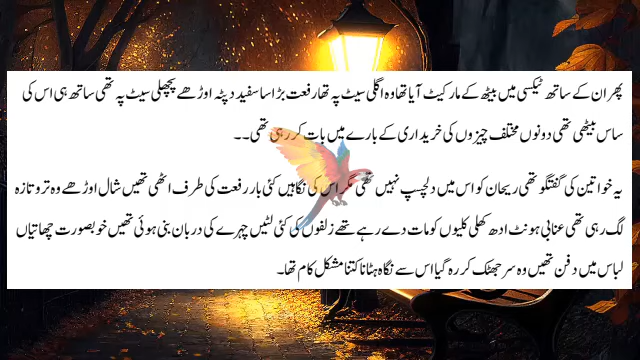 پھر ان کے ساتھ ٹیکسی میں بیٹھ کے مارکیٹ آیا تھا وہ اگلی سیٹ پہ تھا رفعت بڑا سا سفید دپٹہ اوڑھے پچھلی سیٹ پہ تھی ساتھ ہی اس کی
ساس بیٹھی تھی دونوں مختلف چیزوں کی خریداری کے بارے میں بات کر رہی تھی۔۔
یہ خواتین کی گفتگو تھی ریحان کو اس میں دلچسپ نہیں تھی مگر اس کی نگاہیں کئی بار رفعت کی طرف اٹھی تھیں شال اوڑھے وہ تروتازہ
لگ رہی تھی عنابی ہونٹ ادھ کھلی کلیوں کو مات دے رہے تھے زلفوں کی کئی لٹیں چہرے کی دربان بنی ہوئی تھیں خوبصورت چھاتیاں
لباس میں دفن تھیں وہ سر جھٹک کر رہ گیا اس سے نگاہ ہٹانا کتنا مشکل کام تھا۔